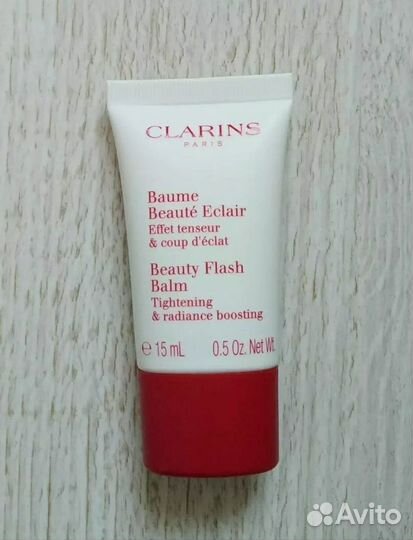 CLARINS
PARIS
Baume
Beauté Eclair
Effet tenseur
& coup d'éclat
Beauty Flash
Balm
Tightening
& radiance boosting
℮ 15 mL 0.5 Oz. Net Wt.
Avito